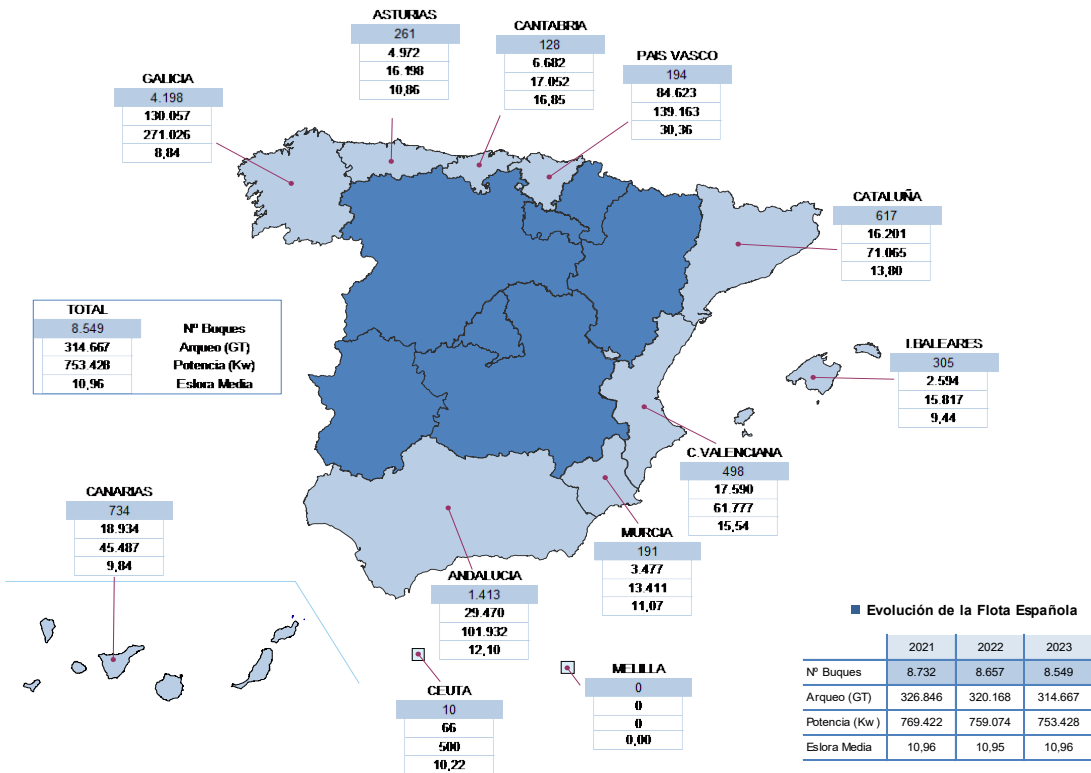 ASTURIAS
261
4.972
16.198
10,86
CANTABRIA
128
6.682
17.052
16,85
PAIS VASCO
194
84.623
139.163
30,36
GALICIA
4.198
130.057
271.026
8,84
CATALUÑA
617
16.201
71.065
13,80
TOTAL
8.549 Nº Buques
314.667 Arqueo (GT)
753.428 Potencia (Kw)
10,96 Eslora Media
I.BALEARES
305
2.594
15.817
9,44
C.VALENCIANA
498
17.590
61.777
15,54
CANARIAS
734
18.934
45.487
9,84
MURCIA
191
3.477
13.411
11,07
ANDALUCIA
1.413
29.470
101.932
12,10
CEUTA
10
66
500
10,22
MELILLA
0
0
0
0,00
Evolución de la Flota Española
2021 2022 2023
Nº Buques 8.732 8.657 8.549
Arqueo (GT) 326.846 320.168 314.667
Potencia (Kw) 769.422 759.074 753.428
Eslora Media 10,96 10,95 10,96